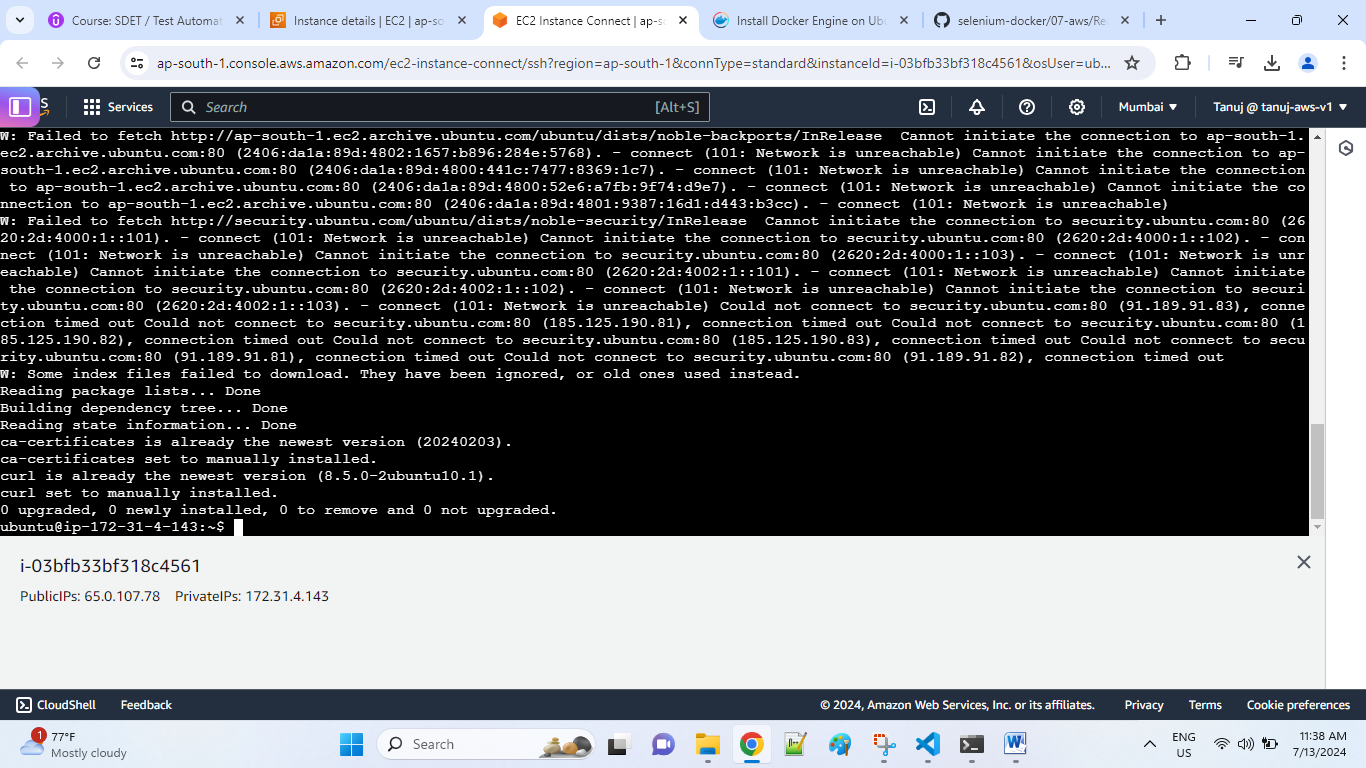 Course: SDET / Test Automat
Instance details | EC2 | ap-so
EC2 Instance Connect | ap-s
Install Docker Engine on Ub
selenium-docker/07-aws/Re
ap-south-1.console.aws.amazon.com/ec2-instance-connect/ssh?region=ap-south-1&connType=standard&instanceId=i-03bfb33bf318c4561&osUser=ub...
Services
Search
[Alt+S]
Mumbai
Tanuj @ tanuj-aws-v1
W: Failed to fetch http://ap-south-1.ec2.archive.ubuntu.com/ubuntu/dists/noble-backports/InRelease  Cannot initiate the connection to ap-south-1.
ec2.archive.ubuntu.com:80 (2406:da1a:89d:4802:1657:b896:284e:5768). - connect (101: Network is unreachable) Cannot initiate the connection to ap-
south-1.ec2.archive.ubuntu.com:80 (2406:da1a:89d:4800:441c:7477:8369:1c7). - connect (101: Network is unreachable) Cannot initiate the connection
to ap-south-1.ec2.archive.ubuntu.com:80 (2406:da1a:89d:4800:52e6:a7fb:9f74:d9e7). - connect (101: Network is unreachable) Cannot initiate the co
nnection to ap-south-1.ec2.archive.ubuntu.com:80 (2406:da1a:89d:4801:9387:16d1:d443:b3cc). - connect (101: Network is unreachable)
W: Failed to fetch http://security.ubuntu.com/ubuntu/dists/noble-security/InRelease  Cannot initiate the connection to security.ubuntu.com:80 (26
20:2d:4000:1::101). - connect (101: Network is unreachable) Cannot initiate the connection to security.ubuntu.com:80 (2620:2d:4000:1::102). - con
nect (101: Network is unreachable) Cannot initiate the connection to security.ubuntu.com:80 (2620:2d:4000:1::103). - connect (101: Network is unr
eachable) Cannot initiate the connection to security.ubuntu.com:80 (2620:2d:4002:1::101). - connect (101: Network is unreachable) Cannot initiate
the connection to security.ubuntu.com:80 (2620:2d:4002:1::102). - connect (101: Network is unreachable) Cannot initiate the connection to securi
ty.ubuntu.com:80 (2620:2d:4002:1::103). - connect (101: Network is unreachable) Could not connect to security.ubuntu.com:80 (91.189.91.83), conne
ction timed out Could not connect to security.ubuntu.com:80 (185.125.190.81), connection timed out Could not connect to security.ubuntu.com:80 (1
85.125.190.82), connection timed out Could not connect to security.ubuntu.com:80 (185.125.190.83), connection timed out Could not connect to secu
rity.ubuntu.com:80 (91.189.91.81), connection timed out Could not connect to security.ubuntu.com:80 (91.189.91.82), connection timed out
W: Some index files failed to download. They have been ignored, or old ones used instead.
Reading package lists... Done
Building dependency tree... Done
Reading state information... Done
ca-certificates is already the newest version (20240203).
ca-certificates set to manually installed.
curl is already the newest version (8.5.0-2ubuntu10.1).
curl set to manually installed.
0 upgraded, 0 newly installed, 0 to remove and 0 not upgraded.
ubuntu@ip-172-31-4-143:~$
i-03bfb33bf318c4561
PublicIPs: 65.0.107.78    PrivateIPs: 172.31.4.143
CloudShell
Feedback
© 2024, Amazon Web Services, Inc. or its affiliates.
Privacy
Terms
Cookie preferences
1
77°F
Mostly cloudy
Search
ENG
US
11:38 AM
7/13/2024